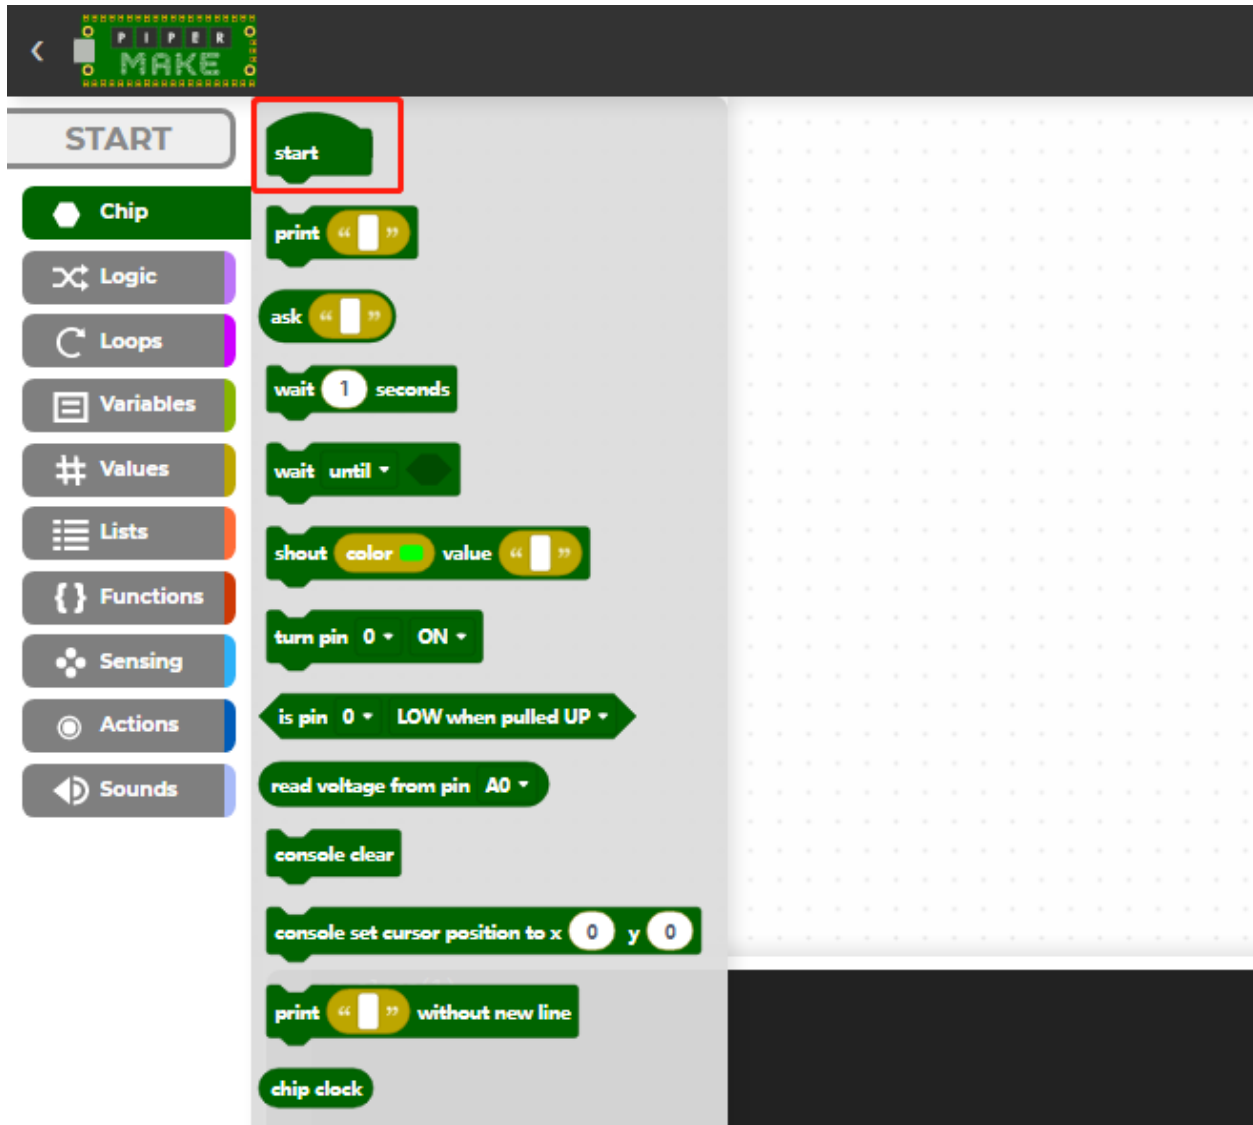 PIPER
MAKE
START
Chip
Logic
Loops
Variables
Values
Lists
Functions
Sensing
Actions
Sounds
start
print “ ”
ask “ ”
wait 1 seconds
wait until
shout color value “ ”
turn pin 0 ON
is pin 0 LOW when pulled UP
read voltage from pin A0
console clear
console set cursor position to x 0 y 0
print “ ” without new line
chip clock